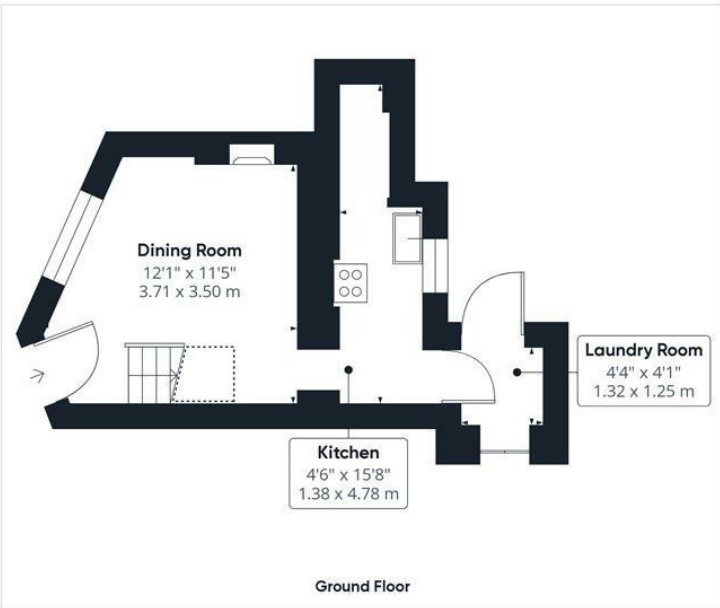 Dining Room
12'1" x 11'5"
3.71 x 3.50 m
Laundry Room
4'4" x 4'1"
1.32 x 1.25 m
Kitchen
4'6" x 15'8"
1.38 x 4.78 m
Ground Floor